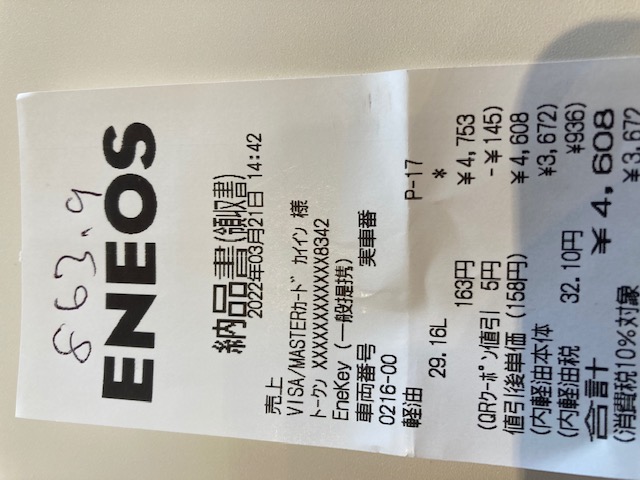 863.9
ENEOS
納品書(領収書)
2022年03月21日 14:42
売上
VISA/MASTERカード カイイン 様
トークン XXXXXXXXXXXX8342
EneKey (一般提携)
車両番号 実車番
0216-00
軽油 P-17
29.16L *
163円 ¥4,753
(QRクーポン値引 5円 -¥145)
値引後単価 (158円) ¥4,608
(内軽油本体 ¥3,672)
(内軽油税 32.10円 ¥936)
合計 ¥4,608
(消費税10%対象 ¥3,672